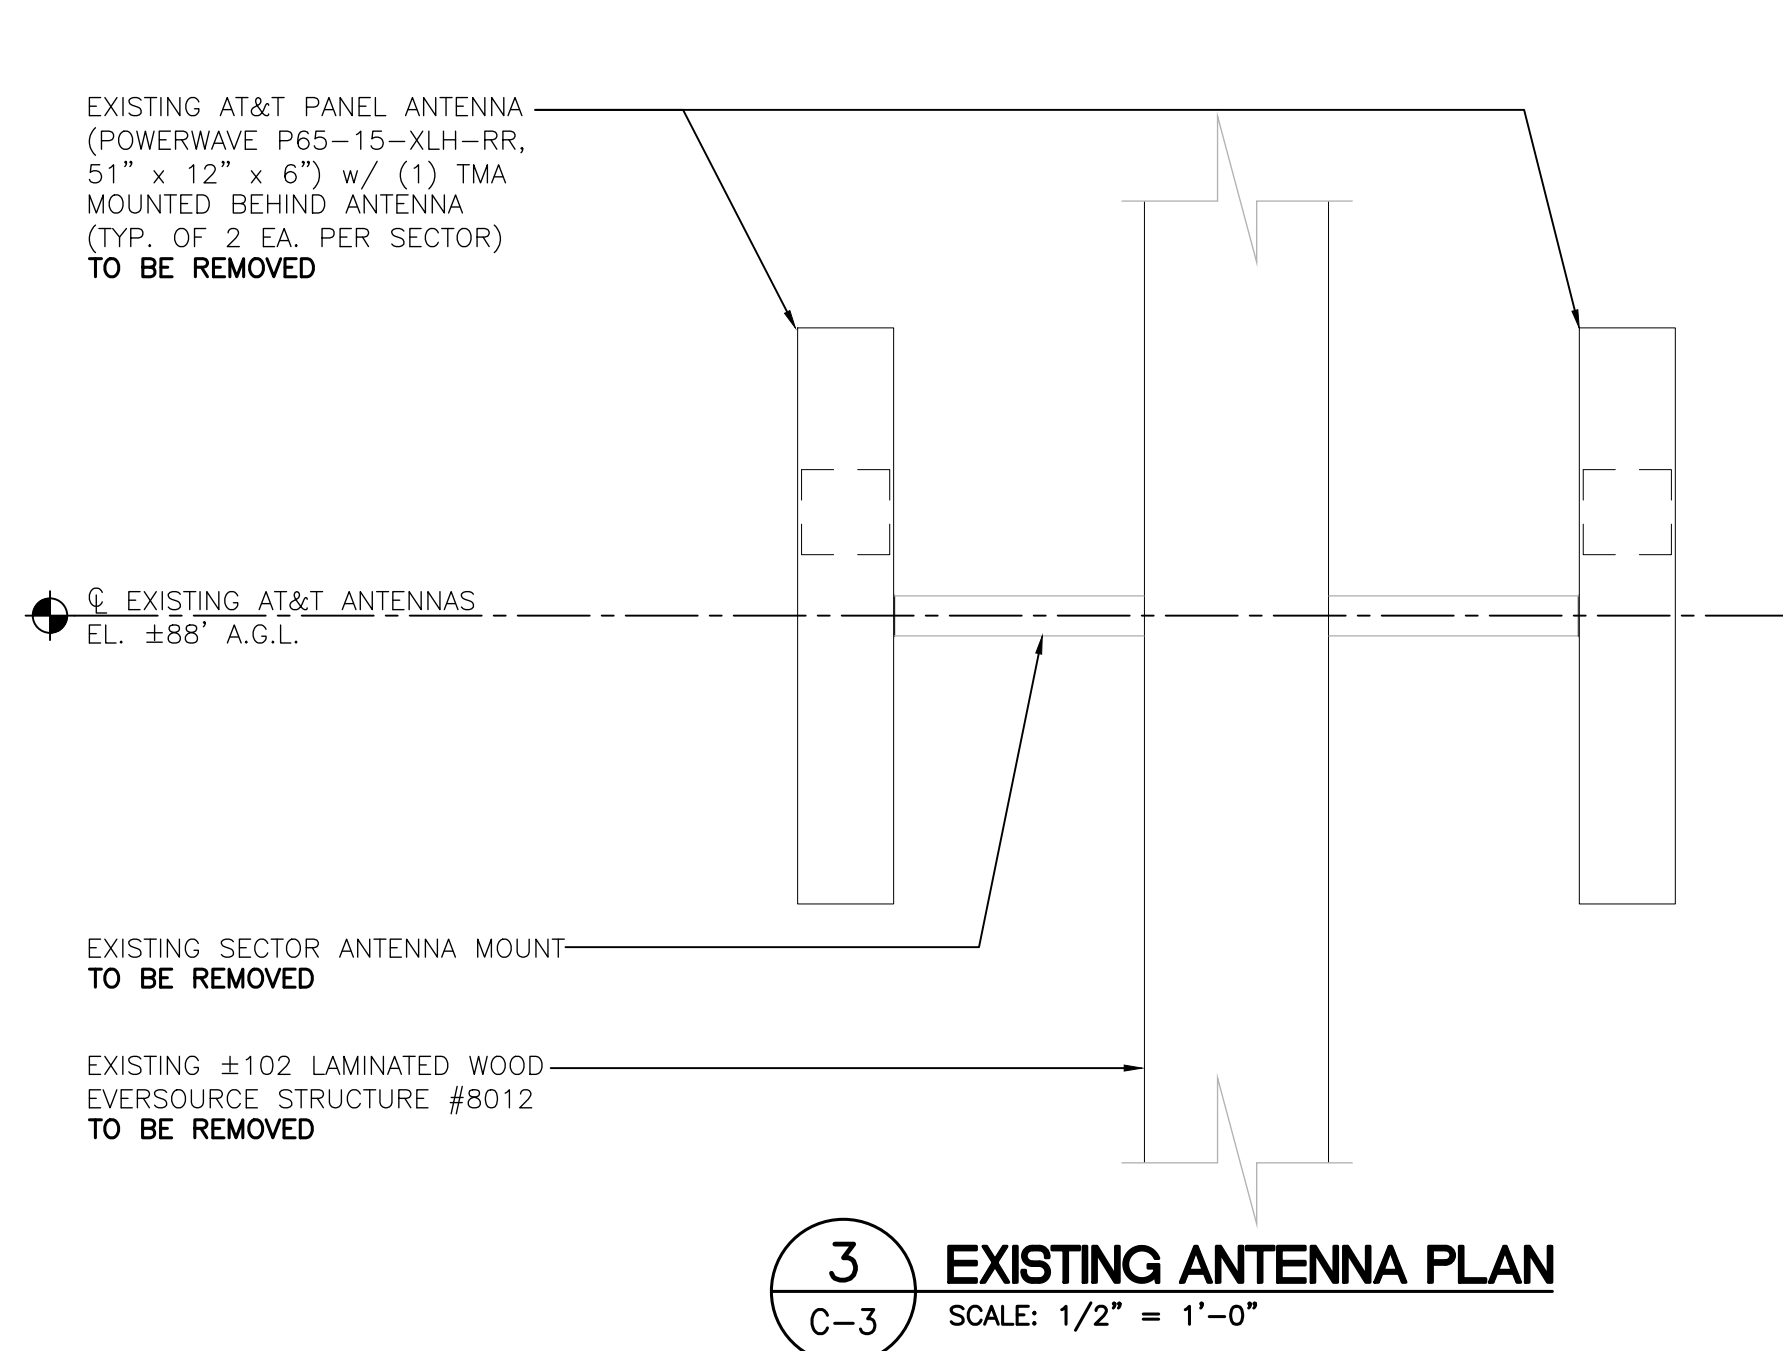 EXISTING AT&T PANEL ANTENNA
(POWERWAVE P65-15-XLH-RR,
51" x 12" x 6") w/ (1) TMA
MOUNTED BEHIND ANTENNA
(TYP. OF 2 EA. PER SECTOR)
TO BE REMOVED
℄ EXISTING AT&T ANTENNAS
EL. ±88' A.G.L.
EXISTING SECTOR ANTENNA MOUNT
TO BE REMOVED
EXISTING ±102 LAMINATED WOOD
EVERSOURCE STRUCTURE #8012
TO BE REMOVED
3
C-3
EXISTING ANTENNA PLAN
SCALE: 1/2" = 1'-0"